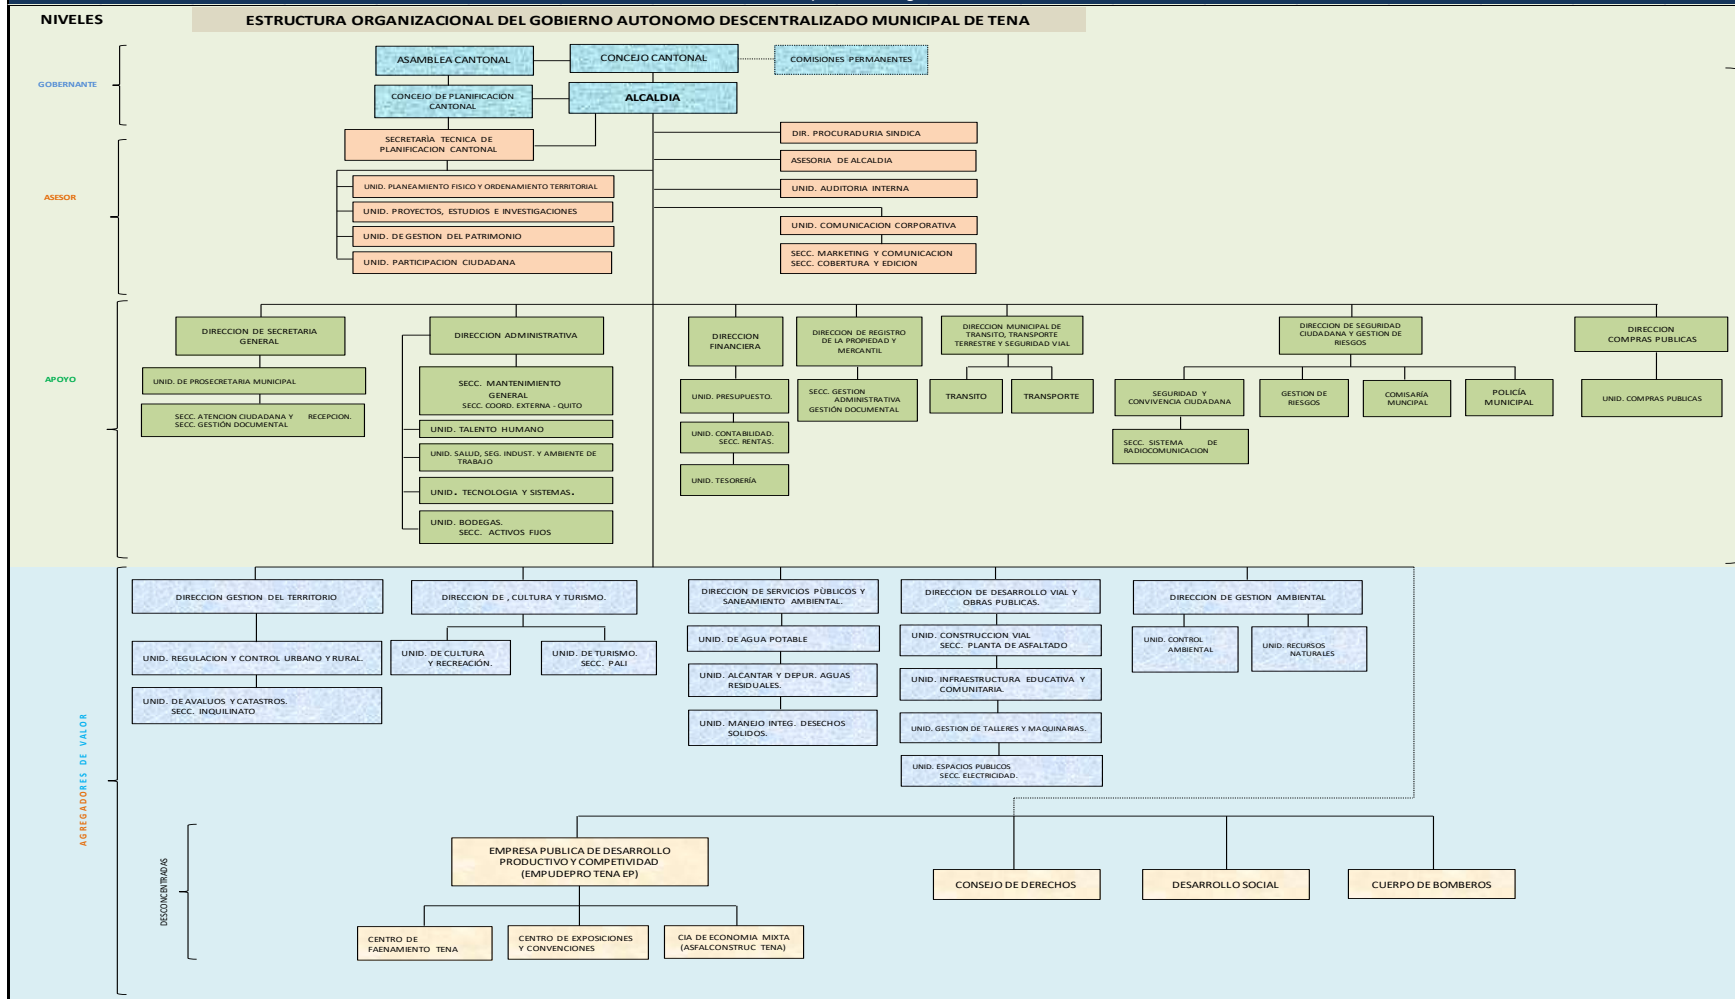 NIVELES
ESTRUCTURA ORGANIZACIONAL DEL GOBIERNO AUTONOMO DESCENTRALIZADO MUNICIPAL DE TENA
GOBERNANTE
ASAMBLEA CANTONAL
CONCEJO CANTONAL
COMISIONES PERMANENTES
CONCEJO DE PLANIFICACION
CANTONAL
ALCALDIA
ASESOR
SECRETARÌA TECNICA DE
PLANIFICACION CANTONAL
UNID. PLANEAMIENTO FISICO Y ORDENAMIENTO TERRITORIAL
UNID. PROYECTOS, ESTUDIOS E INVESTIGACIONES
UNID. DE GESTION DEL PATRIMONIO
UNID. PARTICIPACION CIUDADANA
DIR. PROCURADURIA SINDICA
ASESORIA DE ALCALDIA
UNID. AUDITORIA INTERNA
UNID. COMUNICACION CORPORATIVA
SECC. MARKETING Y COMUNICACION
SECC. COBERTURA Y EDICION
APOYO
DIRECCION DE SECRETARIA
GENERAL
UNID. DE PROSECRETARIA MUNICIPAL
SECC. ATENCION CIUDADANA Y RECEPCION.
SECC. GESTIÓN DOCUMENTAL
DIRECCION ADMINISTRATIVA
SECC. MANTENIMIENTO
GENERAL
SECC. COORD. EXTERNA - QUITO
UNID. TALENTO HUMANO
UNID. SALUD, SEG. INDUST. Y AMBIENTE DE
TRABAJO
UNID. TECNOLOGIA Y SISTEMAS.
UNID. BODEGAS.
SECC. ACTIVOS FIJOS
DIRECCION
FINANCIERA
UNID. PRESUPUESTO.
UNID. CONTABILIDAD.
SECC. RENTAS.
UNID. TESORERÍA
DIRECCION DE REGISTRO
DE LA PROPIEDAD Y
MERCANTIL
SECC. GESTION
ADMINISTRATIVA
GESTIÓN DOCUMENTAL
DIRECCION MUNICIPAL DE
TRANSITO, TRANSPORTE
TERRESTRE Y SEGURIDAD VIAL
TRANSITO
TRANSPORTE
DIRECCION DE SEGURIDAD
CIUDADANA Y GESTION DE
RIESGOS
SEGURIDAD Y
CONVIVENCIA CIUDADANA
GESTION DE
RIESGOS
COMISARÍA
MUNCIPAL
POLICÍA
MUNICIPAL
SECC. SISTEMA DE
RADIOCOMUNICACION
DIRECCION
COMPRAS PUBLICAS
UNID. COMPRAS PUBLICAS
AGREGADORES DE VALOR
DIRECCION GESTION DEL TERRITORIO
UNID. REGULACION Y CONTROL URBANO Y RURAL.
UNID. DE AVALUOS Y CATASTROS.
SECC. INQUILINATO
DIRECCION DE , CULTURA Y TURISMO.
UNID. DE CULTURA
Y RECREACIÓN.
UNID. DE TURISMO.
SECC. PALI
DIRECCION DE SERVICIOS PÙBLICOS Y
SANEAMIENTO AMBIENTAL.
UNID. DE AGUA POTABLE
UNID. ALCANTAR Y DEPUR. AGUAS
RESIDUALES.
UNID. MANEJO INTEG. DESECHOS
SOLIDOS.
DIRECCION DE DESARROLLO VIAL Y
OBRAS PUBLICAS.
UNID. CONSTRUCCION VIAL
SECC. PLANTA DE ASFALTADO
UNID. INFRAESTRUCTURA EDUCATIVA Y
COMUNITARIA.
UNID. GESTION DE TALLERES Y MAQUINARIAS.
UNID. ESPACIOS PUBLICOS
SECC. ELECTRICIDAD.
DIRECCION DE GESTION AMBIENTAL
UNID. CONTROL
AMBIENTAL
UNID. RECURSOS
NATURALES
DESCONCENTRADAS
EMPRESA PUBLICA DE DESARROLLO
PRODUCTIVO Y COMPETIVIDAD
(EMPUDEPRO TENA EP)
CENTRO DE
FAENAMIENTO TENA
CENTRO DE EXPOSICIONES
Y CONVENCIONES
CIA DE ECONOMIA MIXTA
(ASFALCONSTRUC TENA)
CONSEJO DE DERECHOS
DESARROLLO SOCIAL
CUERPO DE BOMBEROS